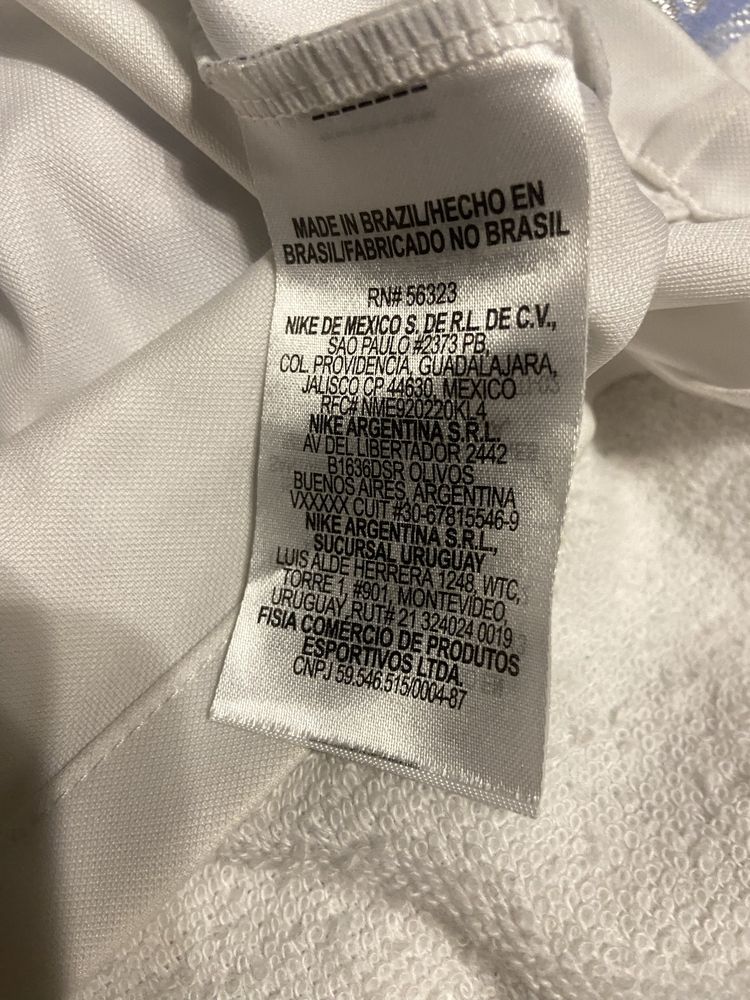 MADE IN BRAZIL/HECHO EN
BRASIL/FABRICADO NO BRASIL
RN# 56323
NIKE DE MEXICO S. DE R.L. DE C.V.,
SAO PAULO #2373 PB,
COL. PROVIDENCIA, GUADALAJARA,
JALISCO CP 44630, MEXICO
RFC# NME920220KL4
NIKE ARGENTINA S.R.L.
AV DEL LIBERTADOR 2442
B1636DSR OLIVOS
BUENOS AIRES, ARGENTINA
VXXXXX CUIT #30-67815546-9
NIKE ARGENTINA S.R.L.,
SUCURSAL URUGUAY
LUIS ALDE HERRERA 1248, WTC,
TORRE 1, #901, MONTEVIDEO,
URUGUAY RUT# 21 324024 0019
FISIA COMERCIO DE PRODUTOS
ESPORTIVOS LTDA.
CNPJ 59.546.515/0004-87